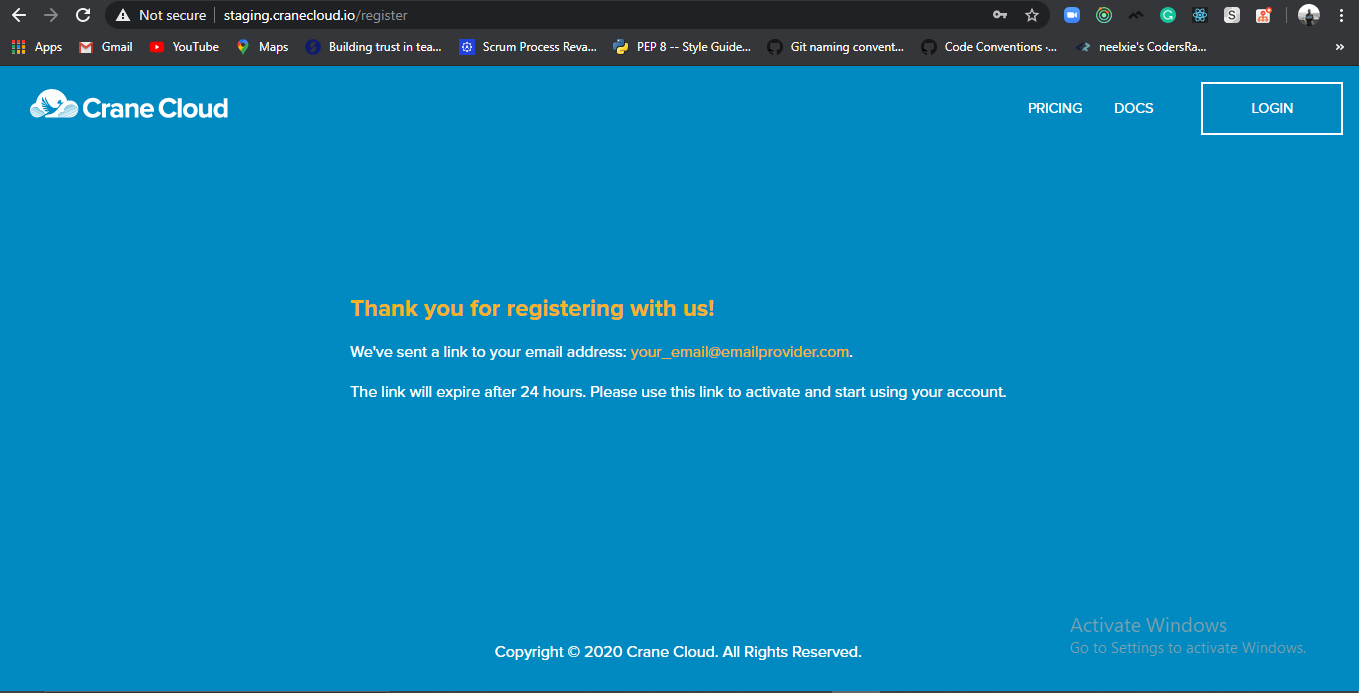 Not secure staging.cranecloud.io/register S
Apps Gmail YouTube Maps Building trust in tea... Scrum Process Reva... PEP 8 -- Style Guide... Git naming convent... Code Conventions ·... neelxie's CodersRa... »
Crane Cloud PRICING DOCS LOGIN
Thank you for registering with us!
We've sent a link to your email address: your_email@emailprovider.com.
The link will expire after 24 hours. Please use this link to activate and start using your account.
Activate Windows
Go to Settings to activate Windows.
Copyright © 2020 Crane Cloud. All Rights Reserved.